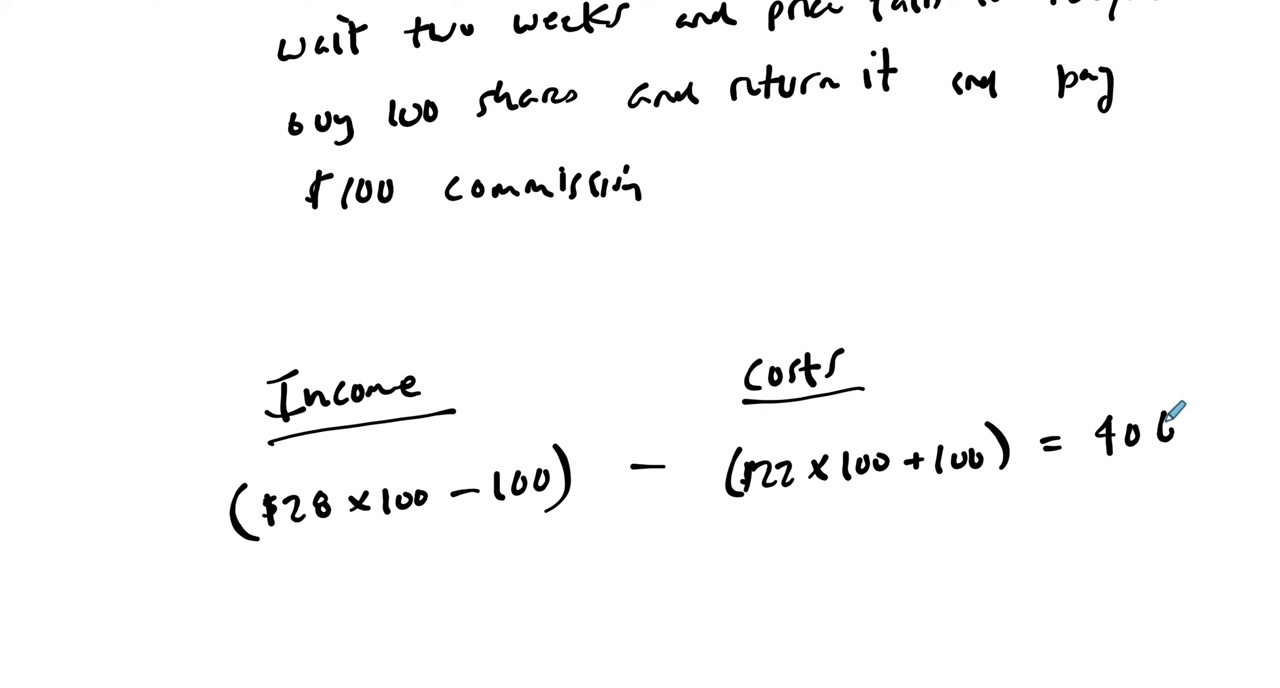 wait two weeks and price
buy 100 shares and return it and pay
$100 commission
Income
Costs
($28 × 100 – 100) – ($22 × 100 + 100) = 400